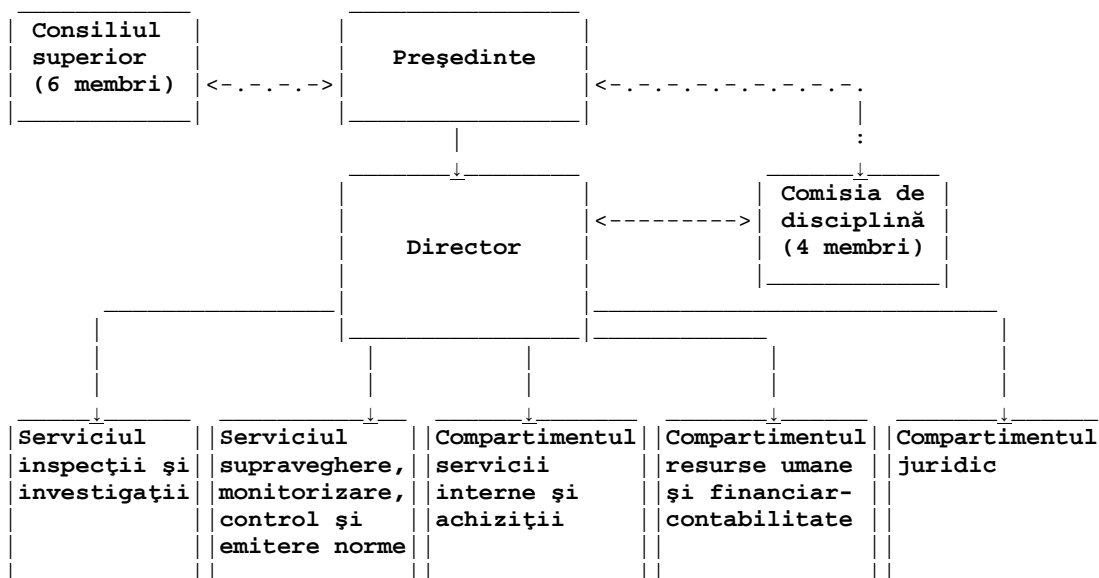 Consiliul
superior
(6 membri)
Preşedinte
Director
Comisia de
disciplină
(4 membri)
Serviciul
inspecţii şi
investigaţii
Serviciul
supraveghere,
monitorizare,
control şi
emitere norme
Compartimentul
servicii
interne şi
achiziţii
Compartimentul
resurse umane
şi financiar-
contabilitate
Compartimentul
juridic